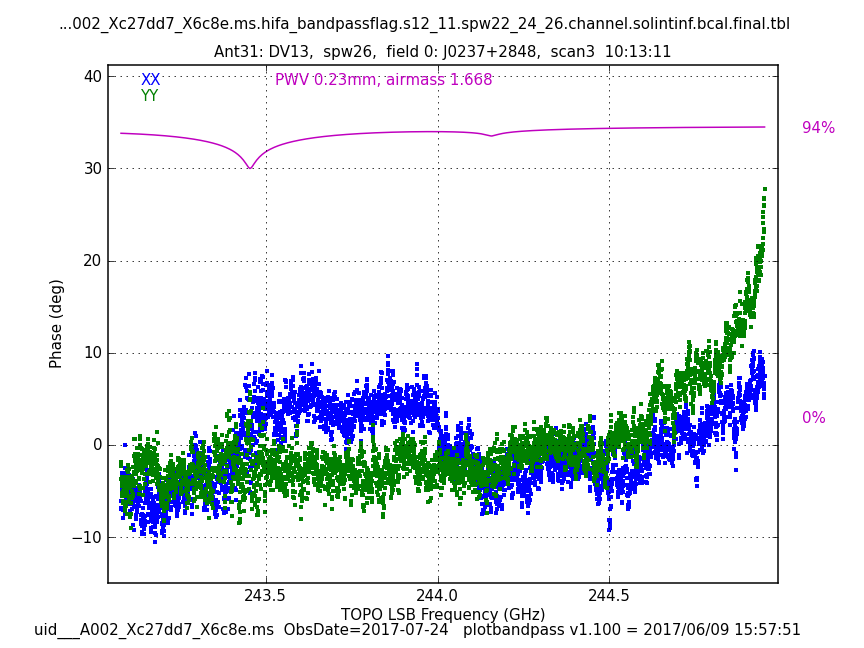 ...002_Xc27dd7_X6c8e.ms.hifa_bandpassflag.s12_11.spw22_24_26.channel.solintinf.bcal.final.tbl
Ant31: DV13,  spw26,  field 0: J0237+2848,  scan3  10:13:11
XX
YY
PWV 0.23mm, airmass 1.668
94%
0%
40
30
20
10
0
−10
Phase (deg)
243.5
244.0
244.5
TOPO LSB Frequency (GHz)
uid___A002_Xc27dd7_X6c8e.ms  ObsDate=2017-07-24   plotbandpass v1.100 = 2017/06/09 15:57:51